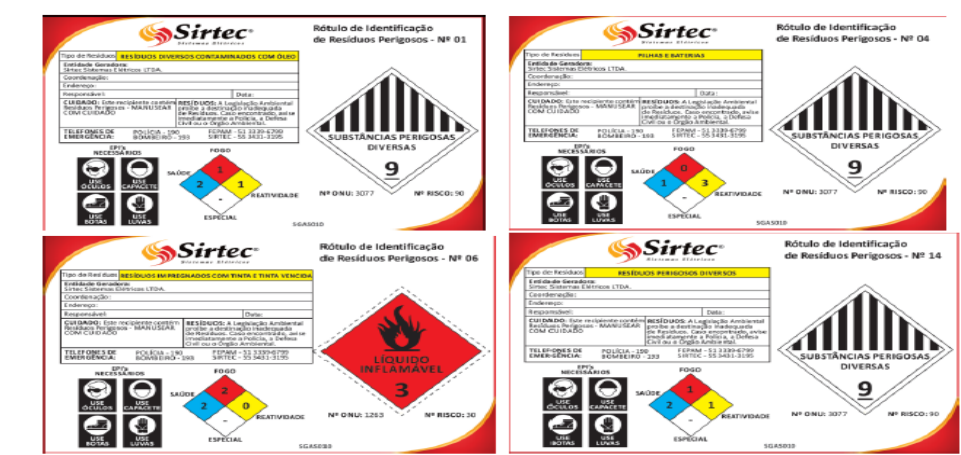 Sirtec
Sistemas Elétricos
Rótulo de Identificação
de Resíduos Perigosos - Nº 01
Tipo de Resíduos RESÍDUOS DIVERSOS CONTAMINADOS COM ÓLEO
Entidade Geradora:
Sirtec Sistemas Elétricos LTDA.
Coordenação:
Endereço:
Responsável: Data:
CUIDADO: Este recipiente contém
Resíduos Perigosos - MANUSEAR
COM CUIDADO
RESÍDUOS: A Legislação Ambiental
proíbe a destinação inadequada
de Resíduos. Caso encontrado, avise
imediatamente a Polícia, a Defesa
Civil ou o Órgão Ambiental.
TELEFONES DE
EMERGÊNCIA:
POLÍCIA - 190
BOMBEIRO - 193
FEPAM - 51 3339-6799
SIRTEC - 55 3431-3195
EPI's
NECESSÁRIOS
USE
ÓCULOS
USE
CAPACETE
USE
BOTAS
USE
LUVAS
FOGO
SAÚDE
1
2
1
-
REATIVIDADE
ESPECIAL
SUBSTÂNCIAS PERIGOSAS
DIVERSAS
9
Nº ONU: 3077 Nº RISCO: 90
SGAS010
Sirtec
Sistemas Elétricos
Rótulo de Identificação
de Resíduos Perigosos - Nº 04
Tipo de Resíduos PILHAS E BATERIAS
Entidade Geradora:
Sirtec Sistemas Elétricos LTDA.
Coordenação:
Endereço:
Responsável: Data:
CUIDADO: Este recipiente contém
Resíduos Perigosos - MANUSEAR
COM CUIDADO
RESÍDUOS: A Legislação Ambiental
proíbe a destinação inadequada
de Resíduos. Caso encontrado, avise
imediatamente a Polícia, a Defesa
Civil ou o Órgão Ambiental.
TELEFONES DE
EMERGÊNCIA:
POLÍCIA - 190
BOMBEIRO - 193
FEPAM - 51 3339-6799
SIRTEC - 55 3431-3195
EPI's
NECESSÁRIOS
USE
ÓCULOS
USE
CAPACETE
USE
BOTAS
USE
LUVAS
FOGO
SAÚDE
0
1
3
-
REATIVIDADE
ESPECIAL
SUBSTÂNCIAS PERIGOSAS
DIVERSAS
9
Nº ONU: 3077 Nº RISCO: 90
SGAS010
Sirtec
Sistemas Elétricos
Rótulo de Identificação
de Resíduos Perigosos - Nº 06
Tipo de Resíduos RESÍDUOS IMPREGNADOS COM TINTA E TINTA VENCIDA
Entidade Geradora:
Sirtec Sistemas Elétricos LTDA.
Coordenação:
Endereço:
Responsável: Data:
CUIDADO: Este recipiente contém
Resíduos Perigosos - MANUSEAR
COM CUIDADO
RESÍDUOS: A Legislação Ambiental
proíbe a destinação inadequada
de Resíduos. Caso encontrado, avise
imediatamente a Polícia, a Defesa
Civil ou o Órgão Ambiental.
TELEFONES DE
EMERGÊNCIA:
POLÍCIA - 190
BOMBEIRO - 193
FEPAM - 51 3339-6799
SIRTEC - 55 3431-3195
EPI's
NECESSÁRIOS
USE
ÓCULOS
USE
CAPACETE
USE
BOTAS
USE
LUVAS
FOGO
SAÚDE
2
2
0
-
REATIVIDADE
ESPECIAL
LÍQUIDO
INFLAMÁVEL
3
Nº ONU: 1263 Nº RISCO: 30
SGAS010
Sirtec
Sistemas Elétricos
Rótulo de Identificação
de Resíduos Perigosos - Nº 14
Tipo de Resíduos RESÍDUOS PERIGOSOS DIVERSOS
Entidade Geradora:
Sirtec Sistemas Elétricos LTDA.
Coordenação:
Endereço:
Responsável: Data:
CUIDADO: Este recipiente contém
Resíduos Perigosos - MANUSEAR
COM CUIDADO
RESÍDUOS: A Legislação Ambiental
proíbe a destinação inadequada
de Resíduos. Caso encontrado, avise
imediatamente a Polícia, a Defesa
Civil ou o Órgão Ambiental.
TELEFONES DE
EMERGÊNCIA:
POLÍCIA - 190
BOMBEIRO - 193
FEPAM - 51 3339-6799
SIRTEC - 55 3431-3195
EPI's
NECESSÁRIOS
USE
ÓCULOS
USE
CAPACETE
USE
BOTAS
USE
LUVAS
FOGO
SAÚDE
1
2
1
-
REATIVIDADE
ESPECIAL
SUBSTÂNCIAS PERIGOSAS
DIVERSAS
9
Nº ONU: 3077 Nº RISCO: 90
SGAS010